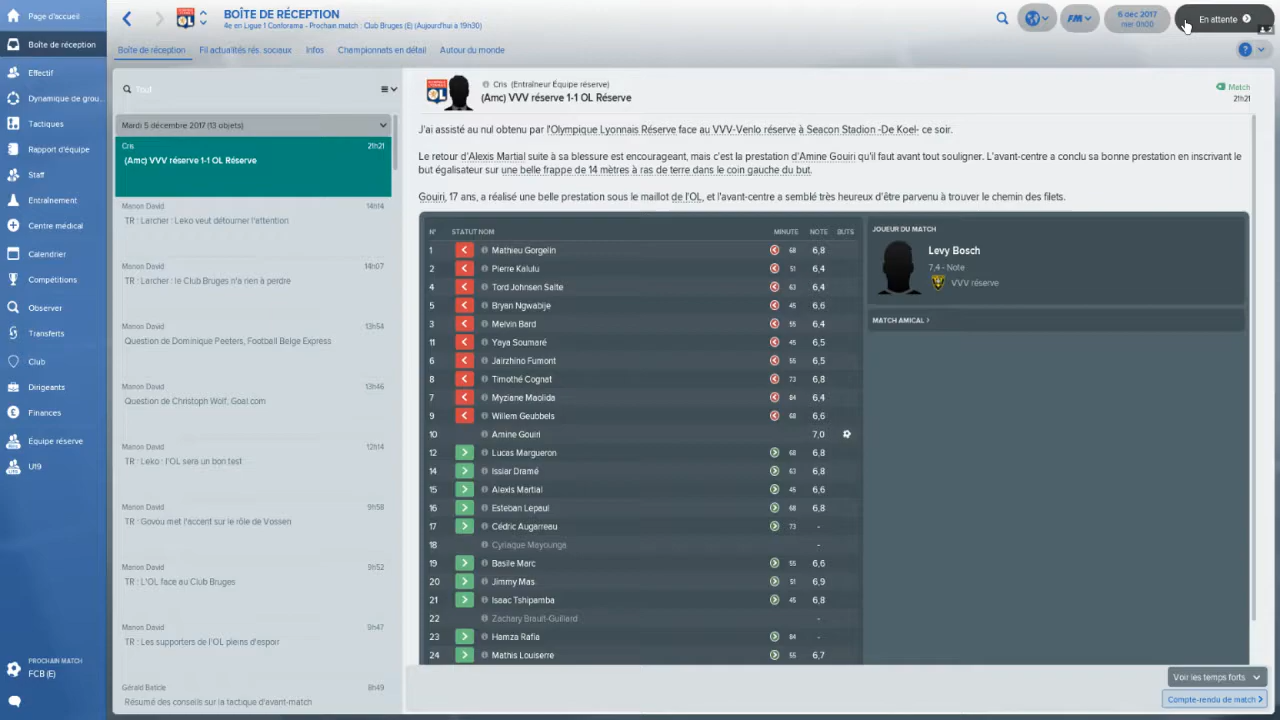 Page d'accueil
Boîte de réception
Effectif
Dynamique de grou...
Tactiques
Rapport d'équipe
Staff
Entraînement
Centre médical
Calendrier
Compétitions
Observer
Transferts
Club
Dirigeants
Finances
Équipe réserve
U19
PROCHAIN MATCH
FCB (E)
BOÎTE DE RÉCEPTION
4e en Ligue 1 Conforama - Prochain match : Club Bruges (E) (Aujourd'hui à 19h30)
FM
6 déc 2017
mer 0h00
En attente
2
Boîte de réception
Fil actualités rés. sociaux
Infos
Championnats en détail
Autour du monde
?
Tout
Mardi 5 décembre 2017 (13 objets)
Cris 21h21
(Amc) VVV réserve 1-1 OL Réserve
Manon David 14h14
TR : Larcher : Leko veut détourner l'attention
Manon David 14h07
TR : Larcher : le Club Bruges n'a rien à perdre
Manon David 13h54
Question de Dominique Peeters, Football Belge Express
Manon David 13h46
Question de Christoph Wolf, Goal.com
Manon David 12h14
TR : Leko : l'OL sera un bon test
Manon David 9h58
TR : Govou met l'accent sur le rôle de Vossen
Manon David 9h52
TR : L'OL face au Club Bruges
Manon David 9h47
TR : Les supporters de l'OL pleins d'espoir
Gérald Baticle 8h49
Résumé des conseils sur la tactique d'avant-match
Cris (Entraîneur Équipe réserve)
(Amc) VVV réserve 1-1 OL Réserve
Match
21h21
J'ai assisté au nul obtenu par l'Olympique Lyonnais Réserve face au VVV-Venlo réserve à Seacon Stadion -De Koel- ce soir.
Le retour d'Alexis Martial suite à sa blessure est encourageant, mais c'est la prestation d'Amine Gouiri qu'il faut avant tout souligner. L'avant-centre a conclu sa bonne prestation en inscrivant le
but égalisateur sur une belle frappe de 14 mètres à ras de terre dans le coin gauche du but.
Gouiri, 17 ans, a réalisé une belle prestation sous le maillot de l'OL, et l'avant-centre a semblé très heureux d'être parvenu à trouver le chemin des filets.
N° STATUT NOM MINUTE NOTE BUTS
1 Mathieu Gorgelin 68 6,8
2 Pierre Kalulu 51 6,4
4 Tord Johnsen Salte 63 6,4
5 Bryan Ngwabije 45 6,6
3 Melvin Bard 55 6,4
11 Yaya Soumaré 45 6,5
6 Jairzhino Fumont 55 6,5
8 Timothé Cognat 73 6,8
7 Myziane Maolida 84 6,4
9 Willem Geubbels 68 6,6
10 Amine Gouiri 7,0
12 Lucas Margueron 68 6,8
14 Issiar Dramé 63 6,8
15 Alexis Martial 45 6,6
16 Esteban Lepaul 68 6,8
17 Cédric Augarreau 73 -
18 Cyriaque Mayounga -
19 Basile Marc 55 6,6
20 Jimmy Mas 51 6,9
21 Isaac Tshipamba 45 6,8
22 Zachary Brault-Guillard -
23 Hamza Rafia 84 -
24 Mathis Louiserre 55 6,7
JOUEUR DU MATCH
Levy Bosch
7,4 - Note
VVV réserve
MATCH AMICAL >
Voir les temps forts
Compte-rendu de match >